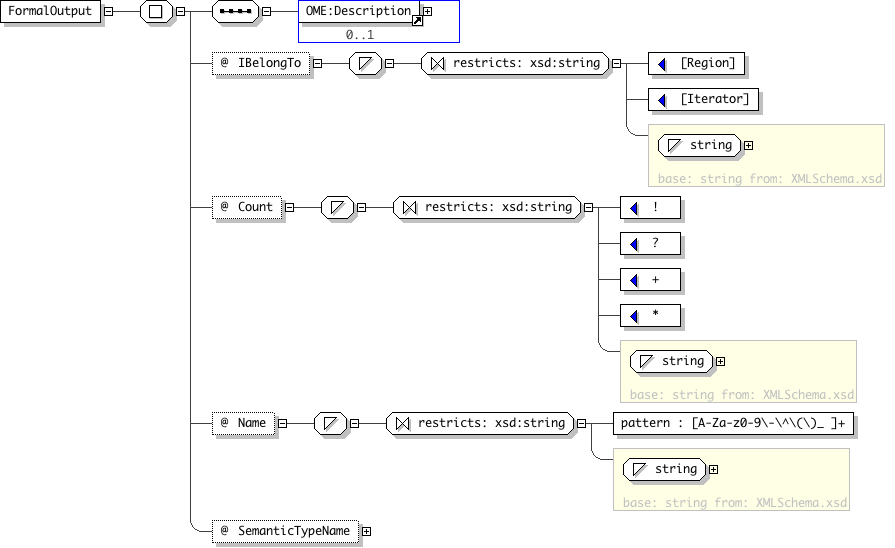 FormalOutput
OME:Description
0..1
@ IBelongTo
restricts: xsd:string
[Region]
[Iterator]
string
base: string from: XMLSchema.xsd
@ Count
restricts: xsd:string
!
?
+
*
string
base: string from: XMLSchema.xsd
@ Name
restricts: xsd:string
pattern : [A-Za-z0-9\-\^\(\)_ ]+
string
base: string from: XMLSchema.xsd
@ SemanticTypeName